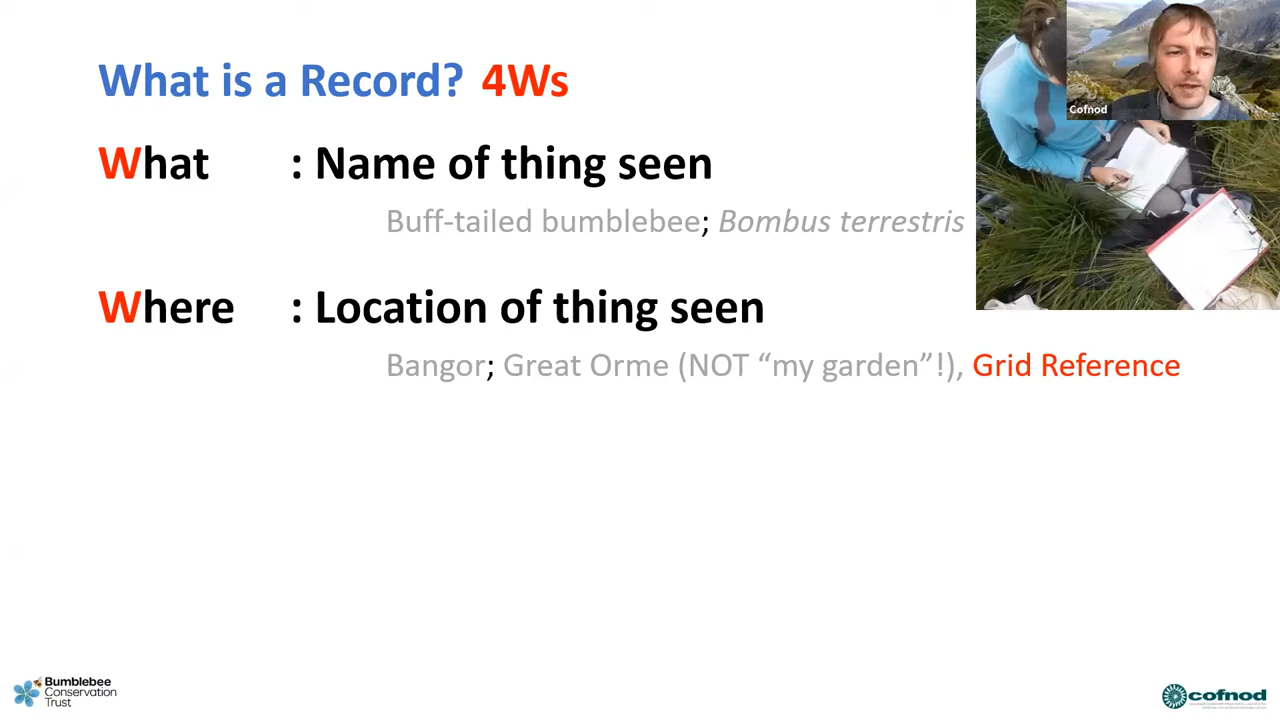 What is a Record? 4Ws
What : Name of thing seen
Buff-tailed bumblebee; Bombus terrestris
Where : Location of thing seen
Bangor; Great Orme (NOT “my garden”!), Grid Reference
Cofnod
Bumblebee
Conservation
Trust
cofnod